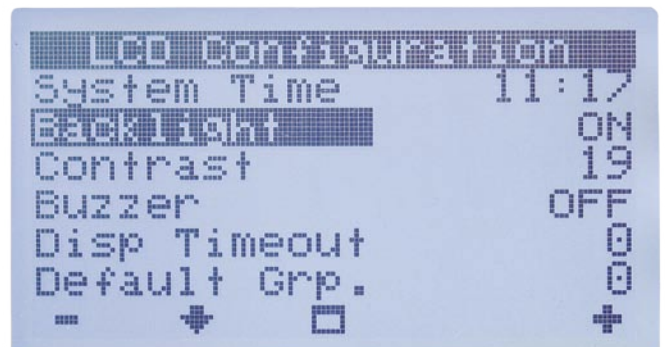 LCD Configuration
System Time 11:17
Backlight ON
Contrast 19
Buzzer OFF
Disp Timeout 0
Default Grp. 0
- +